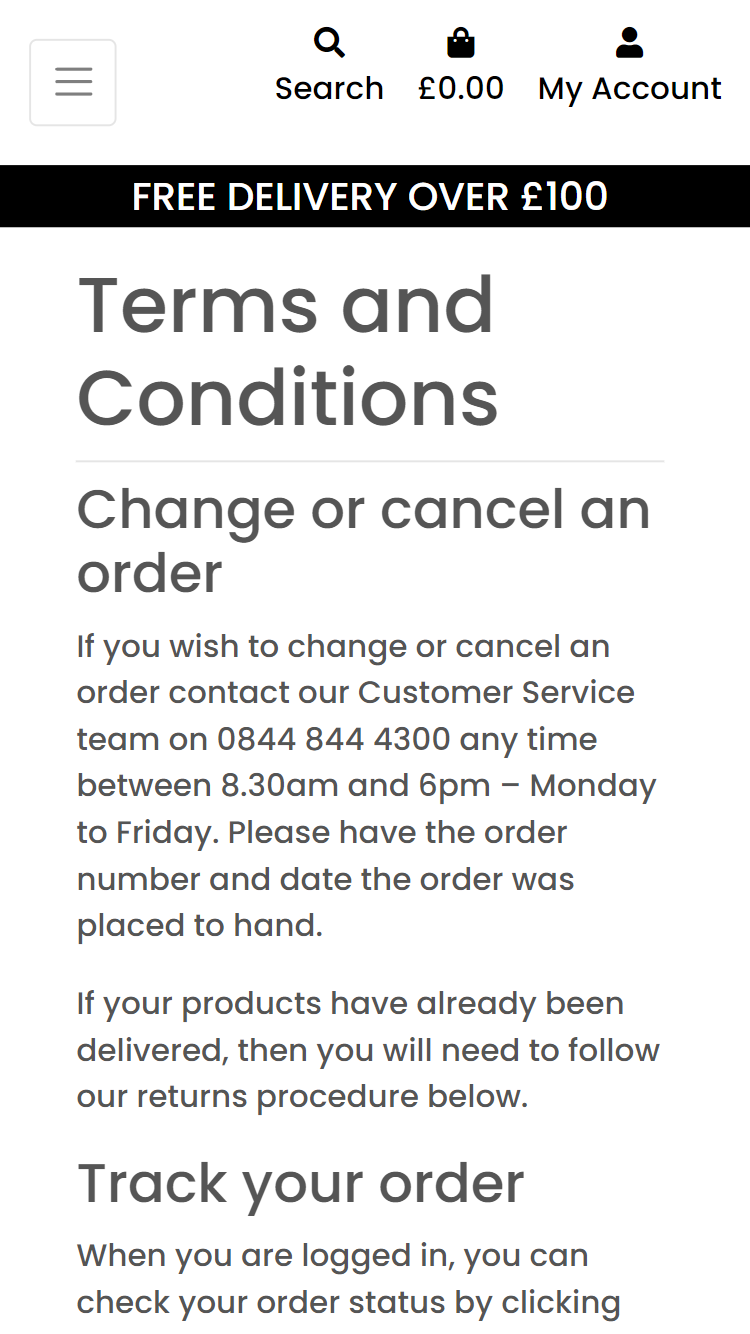 Search £0.00 My Account
FREE DELIVERY OVER £100
Terms and
Conditions
Change or cancel an
order
If you wish to change or cancel an
order contact our Customer Service
team on 0844 844 4300 any time
between 8.30am and 6pm – Monday
to Friday. Please have the order
number and date the order was
placed to hand.
If your products have already been
delivered, then you will need to follow
our returns procedure below.
Track your order
When you are logged in, you can
check your order status by clicking